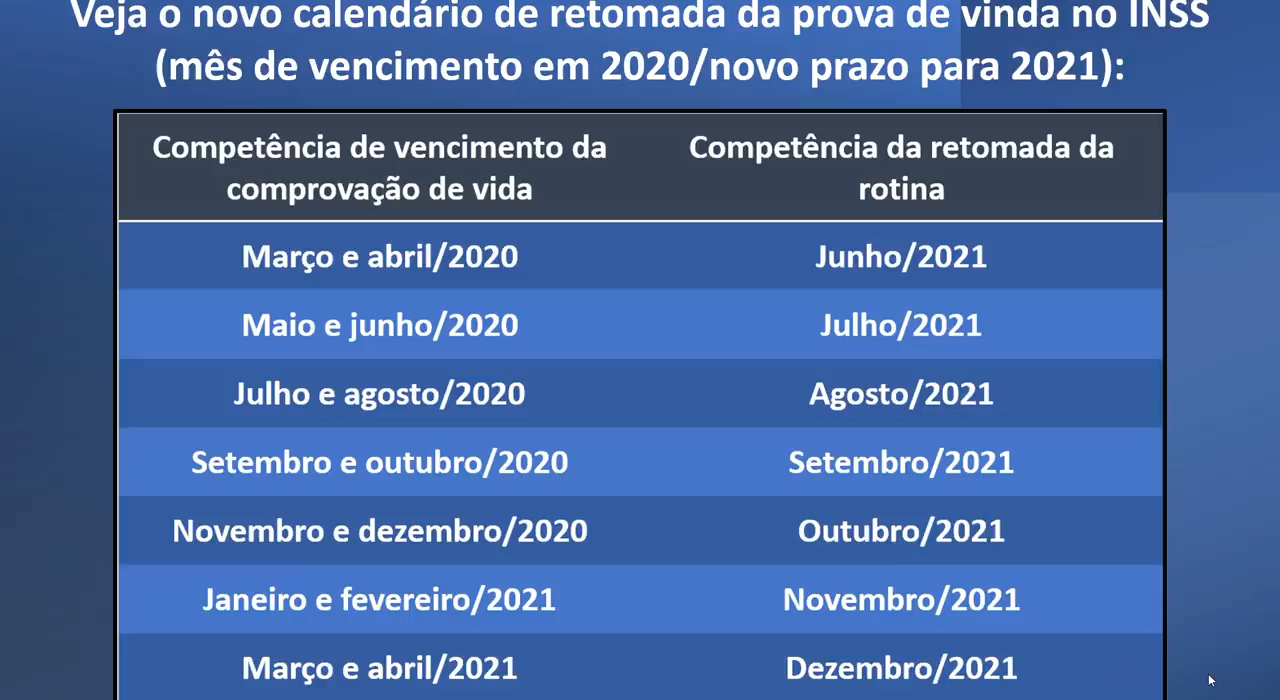 Veja o novo calendário de retomada da prova de vinda no INSS
(mês de vencimento em 2020/novo prazo para 2021):
Competência de vencimento da
comprovação de vida
Competência da retomada da
rotina
Março e abril/2020
Junho/2021
Maio e junho/2020
Julho/2021
Julho e agosto/2020
Agosto/2021
Setembro e outubro/2020
Setembro/2021
Novembro e dezembro/2020
Outubro/2021
Janeiro e fevereiro/2021
Novembro/2021
Março e abril/2021
Dezembro/2021